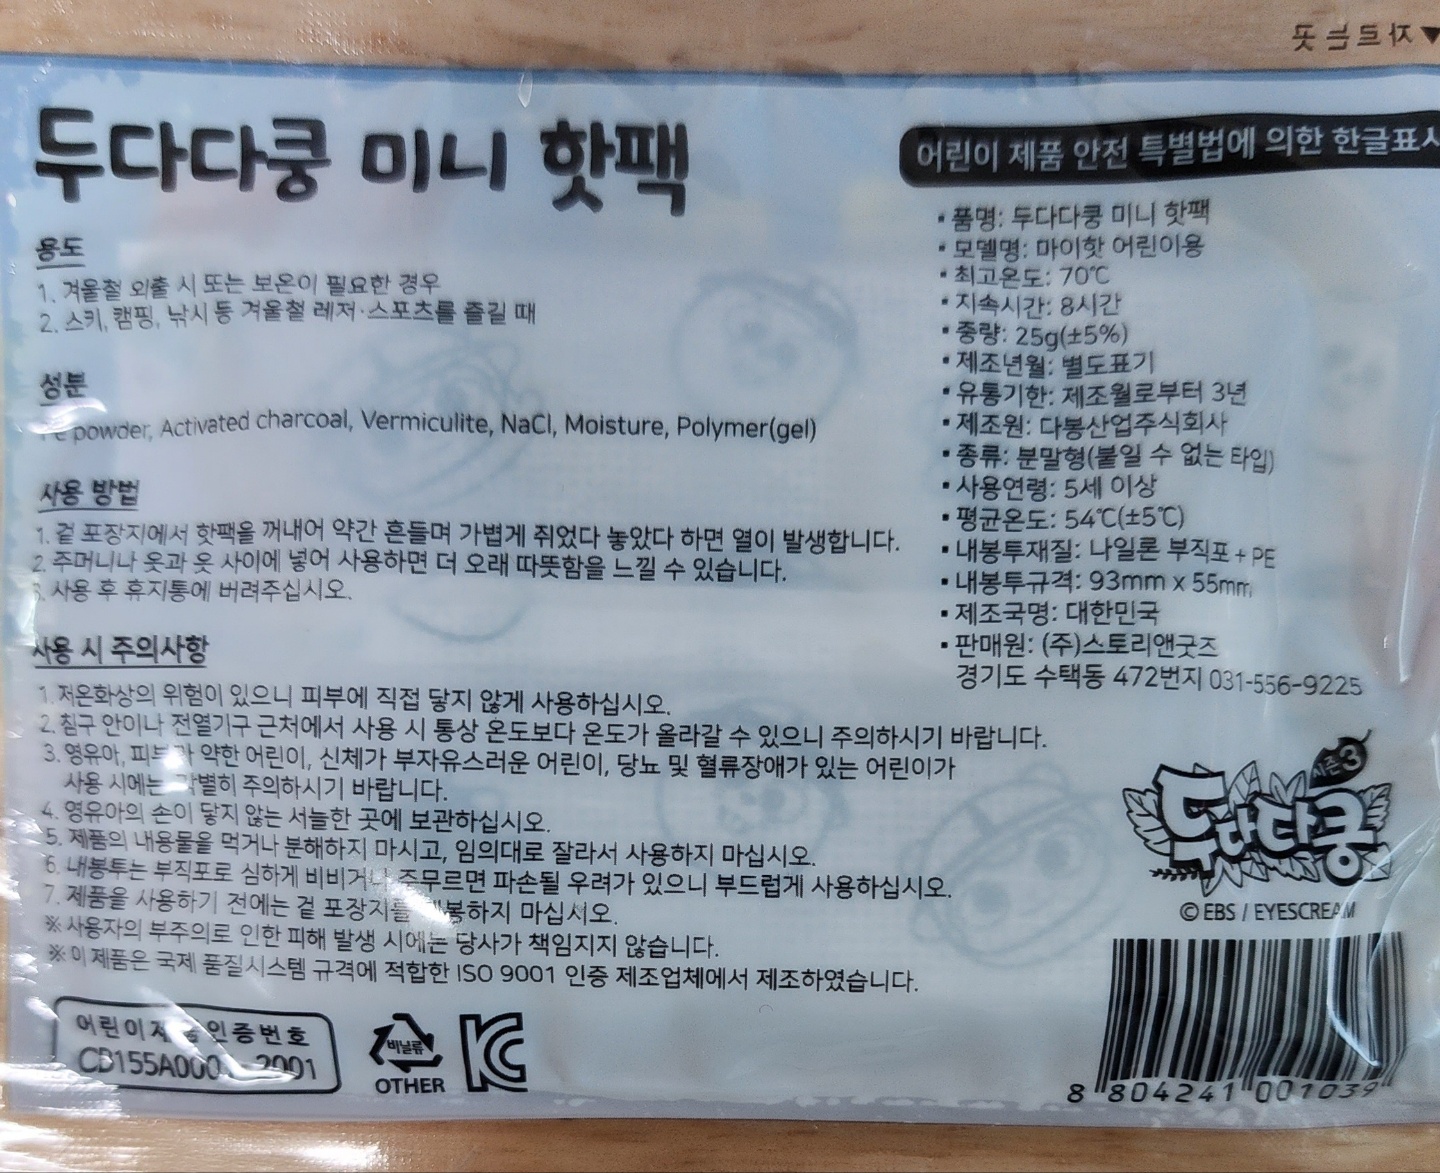 ▼자르는곳
두다다쿵 미니 핫팩
용도
1. 겨울철 외출 시 또는 보온이 필요한 경우
2. 스키, 캠핑, 낚시 등 겨울철 레저·스포츠를 즐길 때
성분
powder, Activated charcoal, Vermiculite, NaCl, Moisture, Polymer(gel)
사용 방법
1. 겉 포장지에서 핫팩을 꺼내어 약간 흔들며 가볍게 쥐었다 놓았다 하면 열이 발생합니다.
2. 주머니나 옷과 옷 사이에 넣어 사용하면 더 오래 따뜻함을 느낄 수 있습니다.
3. 사용 후 휴지통에 버려주십시오.
사용 시 주의사항
1. 저온화상의 위험이 있으니 피부에 직접 닿지 않게 사용하십시오.
2. 침구 안이나 전열기구 근처에서 사용 시 통상 온도보다 온도가 올라갈 수 있으니 주의하시기 바랍니다.
3. 영유아, 피부가 약한 어린이, 신체가 부자유스러운 어린이, 당뇨 및 혈류장애가 있는 어린이가
사용 시에는 각별히 주의하시기 바랍니다.
4. 영유아의 손이 닿지 않는 서늘한 곳에 보관하십시오.
5. 제품의 내용물을 먹거나 분해하지 마시고, 임의대로 잘라서 사용하지 마십시오.
6. 내봉투는 부직포로 심하게 비비거나 주무르면 파손될 우려가 있으니 부드럽게 사용하십시오.
7. 제품을 사용하기 전에는 겉 포장지를 개봉하지 마십시오.
※ 사용자의 부주의로 인한 피해 발생 시에는 당사가 책임지지 않습니다.
※ 이 제품은 국제 품질시스템 규격에 적합한 ISO 9001 인증 제조업체에서 제조하였습니다.
어린이제품인증번호
비닐류
OTHER
어린이 제품 안전 특별법에 의한 한글표시
· 품명: 두다다쿵 미니 핫팩
· 모델명: 마이핫 어린이용
· 최고온도: 70℃
· 지속시간: 8시간
· 중량: 25g(±5%)
· 제조년월: 별도표기
· 유통기한: 제조월로부터 3년
· 제조원: 다봉산업주식회사
· 종류: 분말형(붙일 수 없는 타입)
· 사용연령: 5세 이상
· 평균온도: 54℃(±5℃)
· 내봉투재질: 나일론 부직포 + PE
· 내봉투규격: 93mm x 55mm
· 제조국명: 대한민국
· 판매원: (주)스토리앤굿즈
경기도 수택동 472번지 031-556-9225
시즌3
두다다쿵
© EBS / EYESCREAM
8 804241 001039